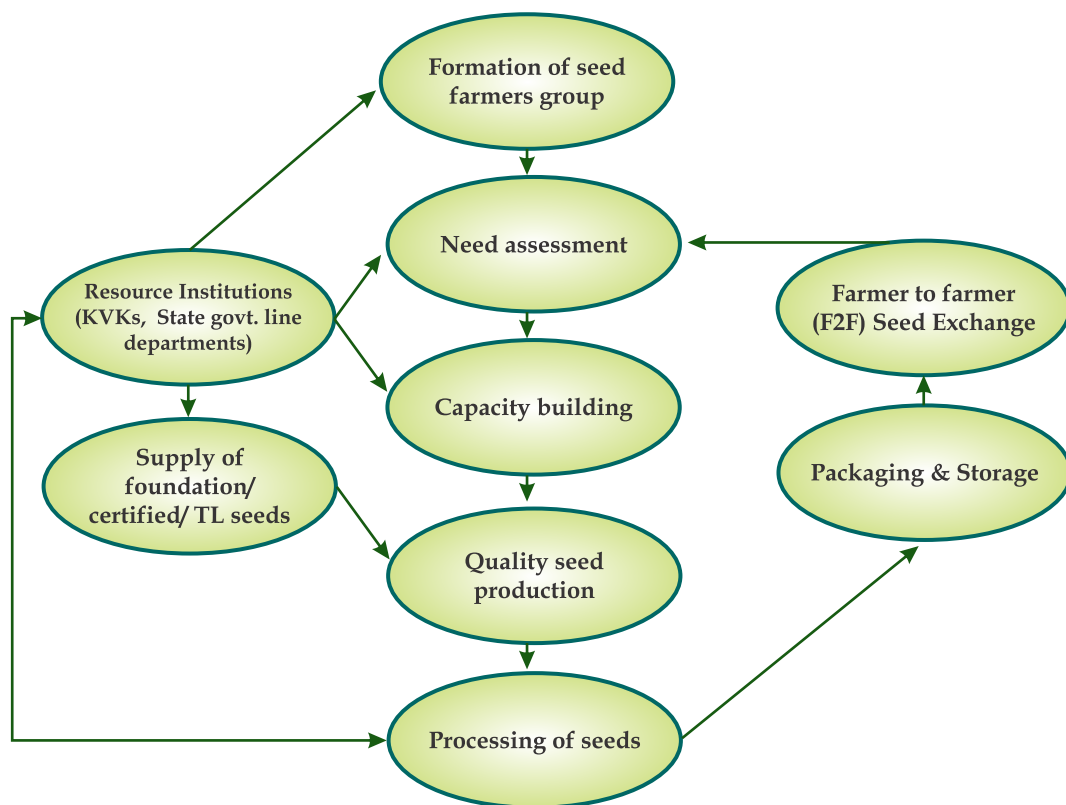 Formation of seed
farmers group
Need assessment
Resource Institutions
(KVKs, State govt. line
departments)
Farmer to farmer
(F2F) Seed Exchange
Capacity building
Supply of
foundation/
certified/ TL seeds
Packaging & Storage
Quality seed
production
Processing of seeds